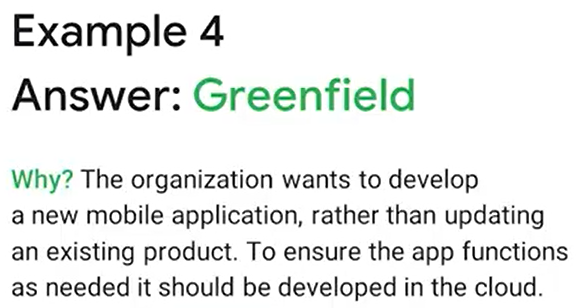 Example 4
Answer: Greenfield
Why? The organization wants to develop
a new mobile application, rather than updating
an existing product. To ensure the app functions
as needed it should be developed in the cloud.